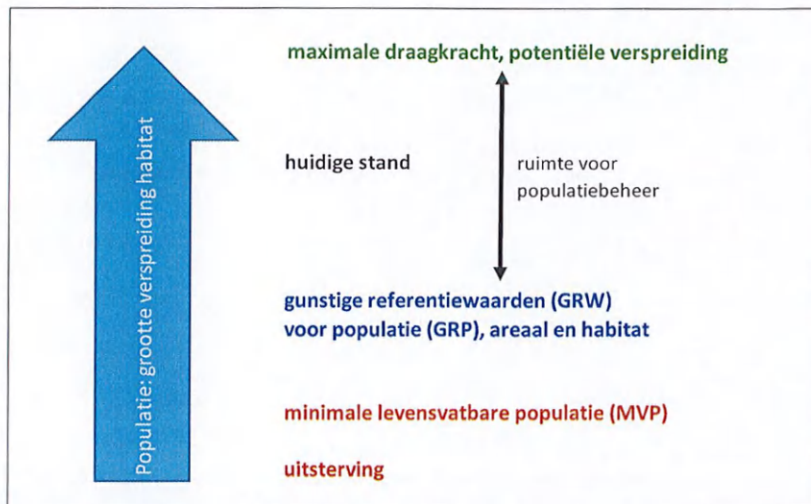 maximale draagkracht, potentiële verspreiding
huidige stand
ruimte voor
populatiebeheer
gunstige referentiewaarden (GRW)
voor populatie (GRP), areaal en habitat
minimale levensvatbare populatie (MVP)
uitsterving
Populatie: grootte verspreiding habitat